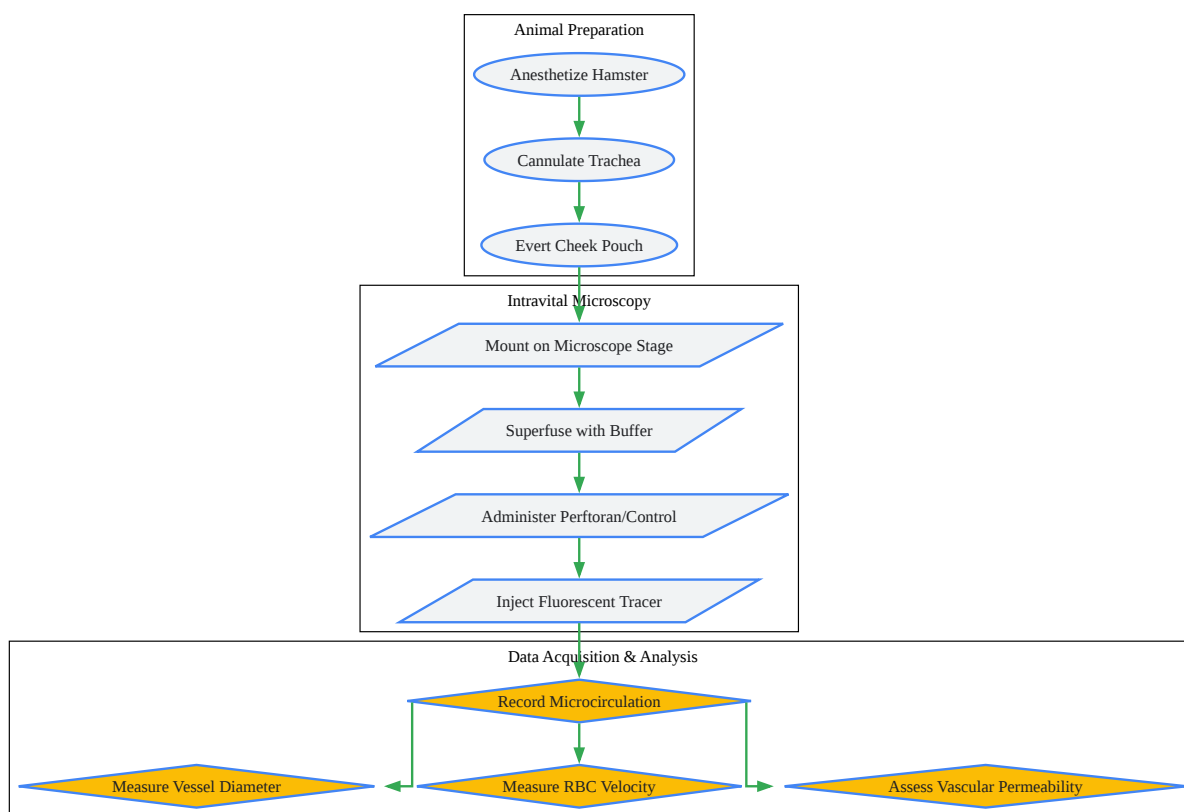 Animal Preparation
Anesthetize Hamster
Cannulate Trachea
Evert Cheek Pouch
Intravital Microscopy
Mount on Microscope Stage
Superfuse with Buffer
Administer Perftoran/Control
Inject Fluorescent Tracer
Data Acquisition & Analysis
Record Microcirculation
Measure Vessel Diameter
Measure RBC Velocity
Assess Vascular Permeability